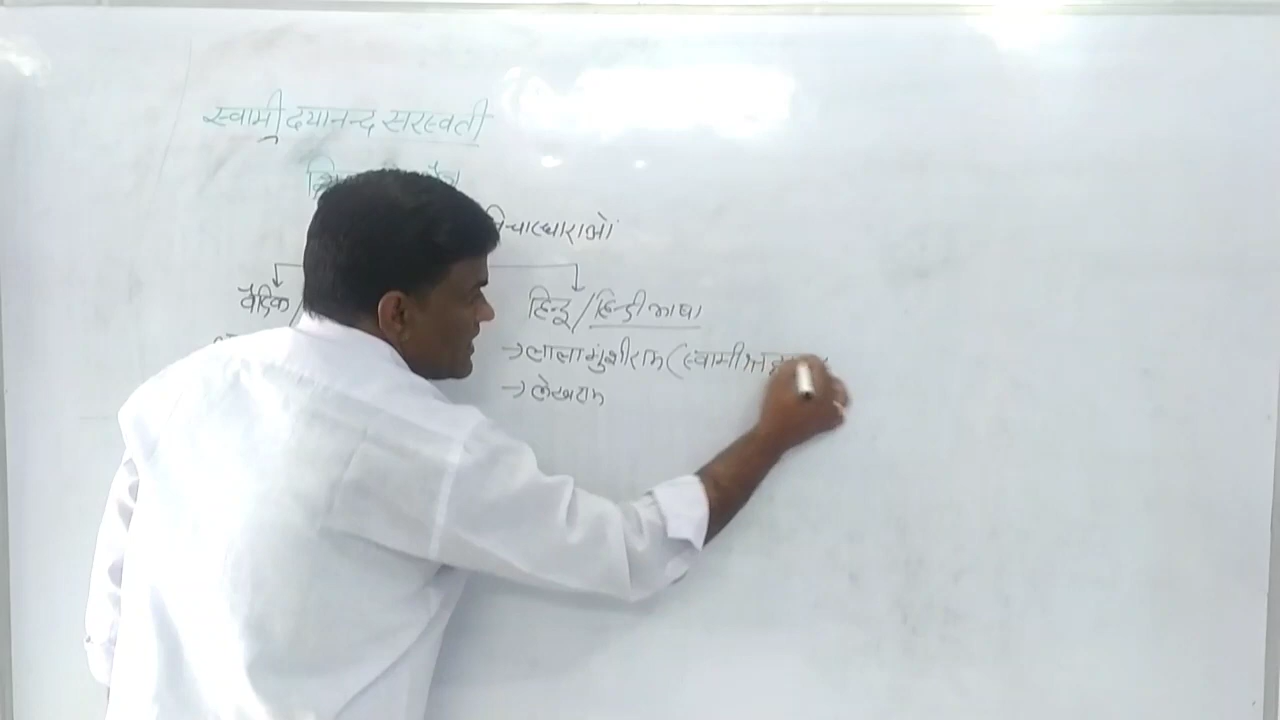 स्वामी दयानन्द सरस्वती
विचारधाराओं
वैदिक/ हिन्दू/हिन्दी भाषा
→लाला मुंशीराम (स्वामी
→लेखराम